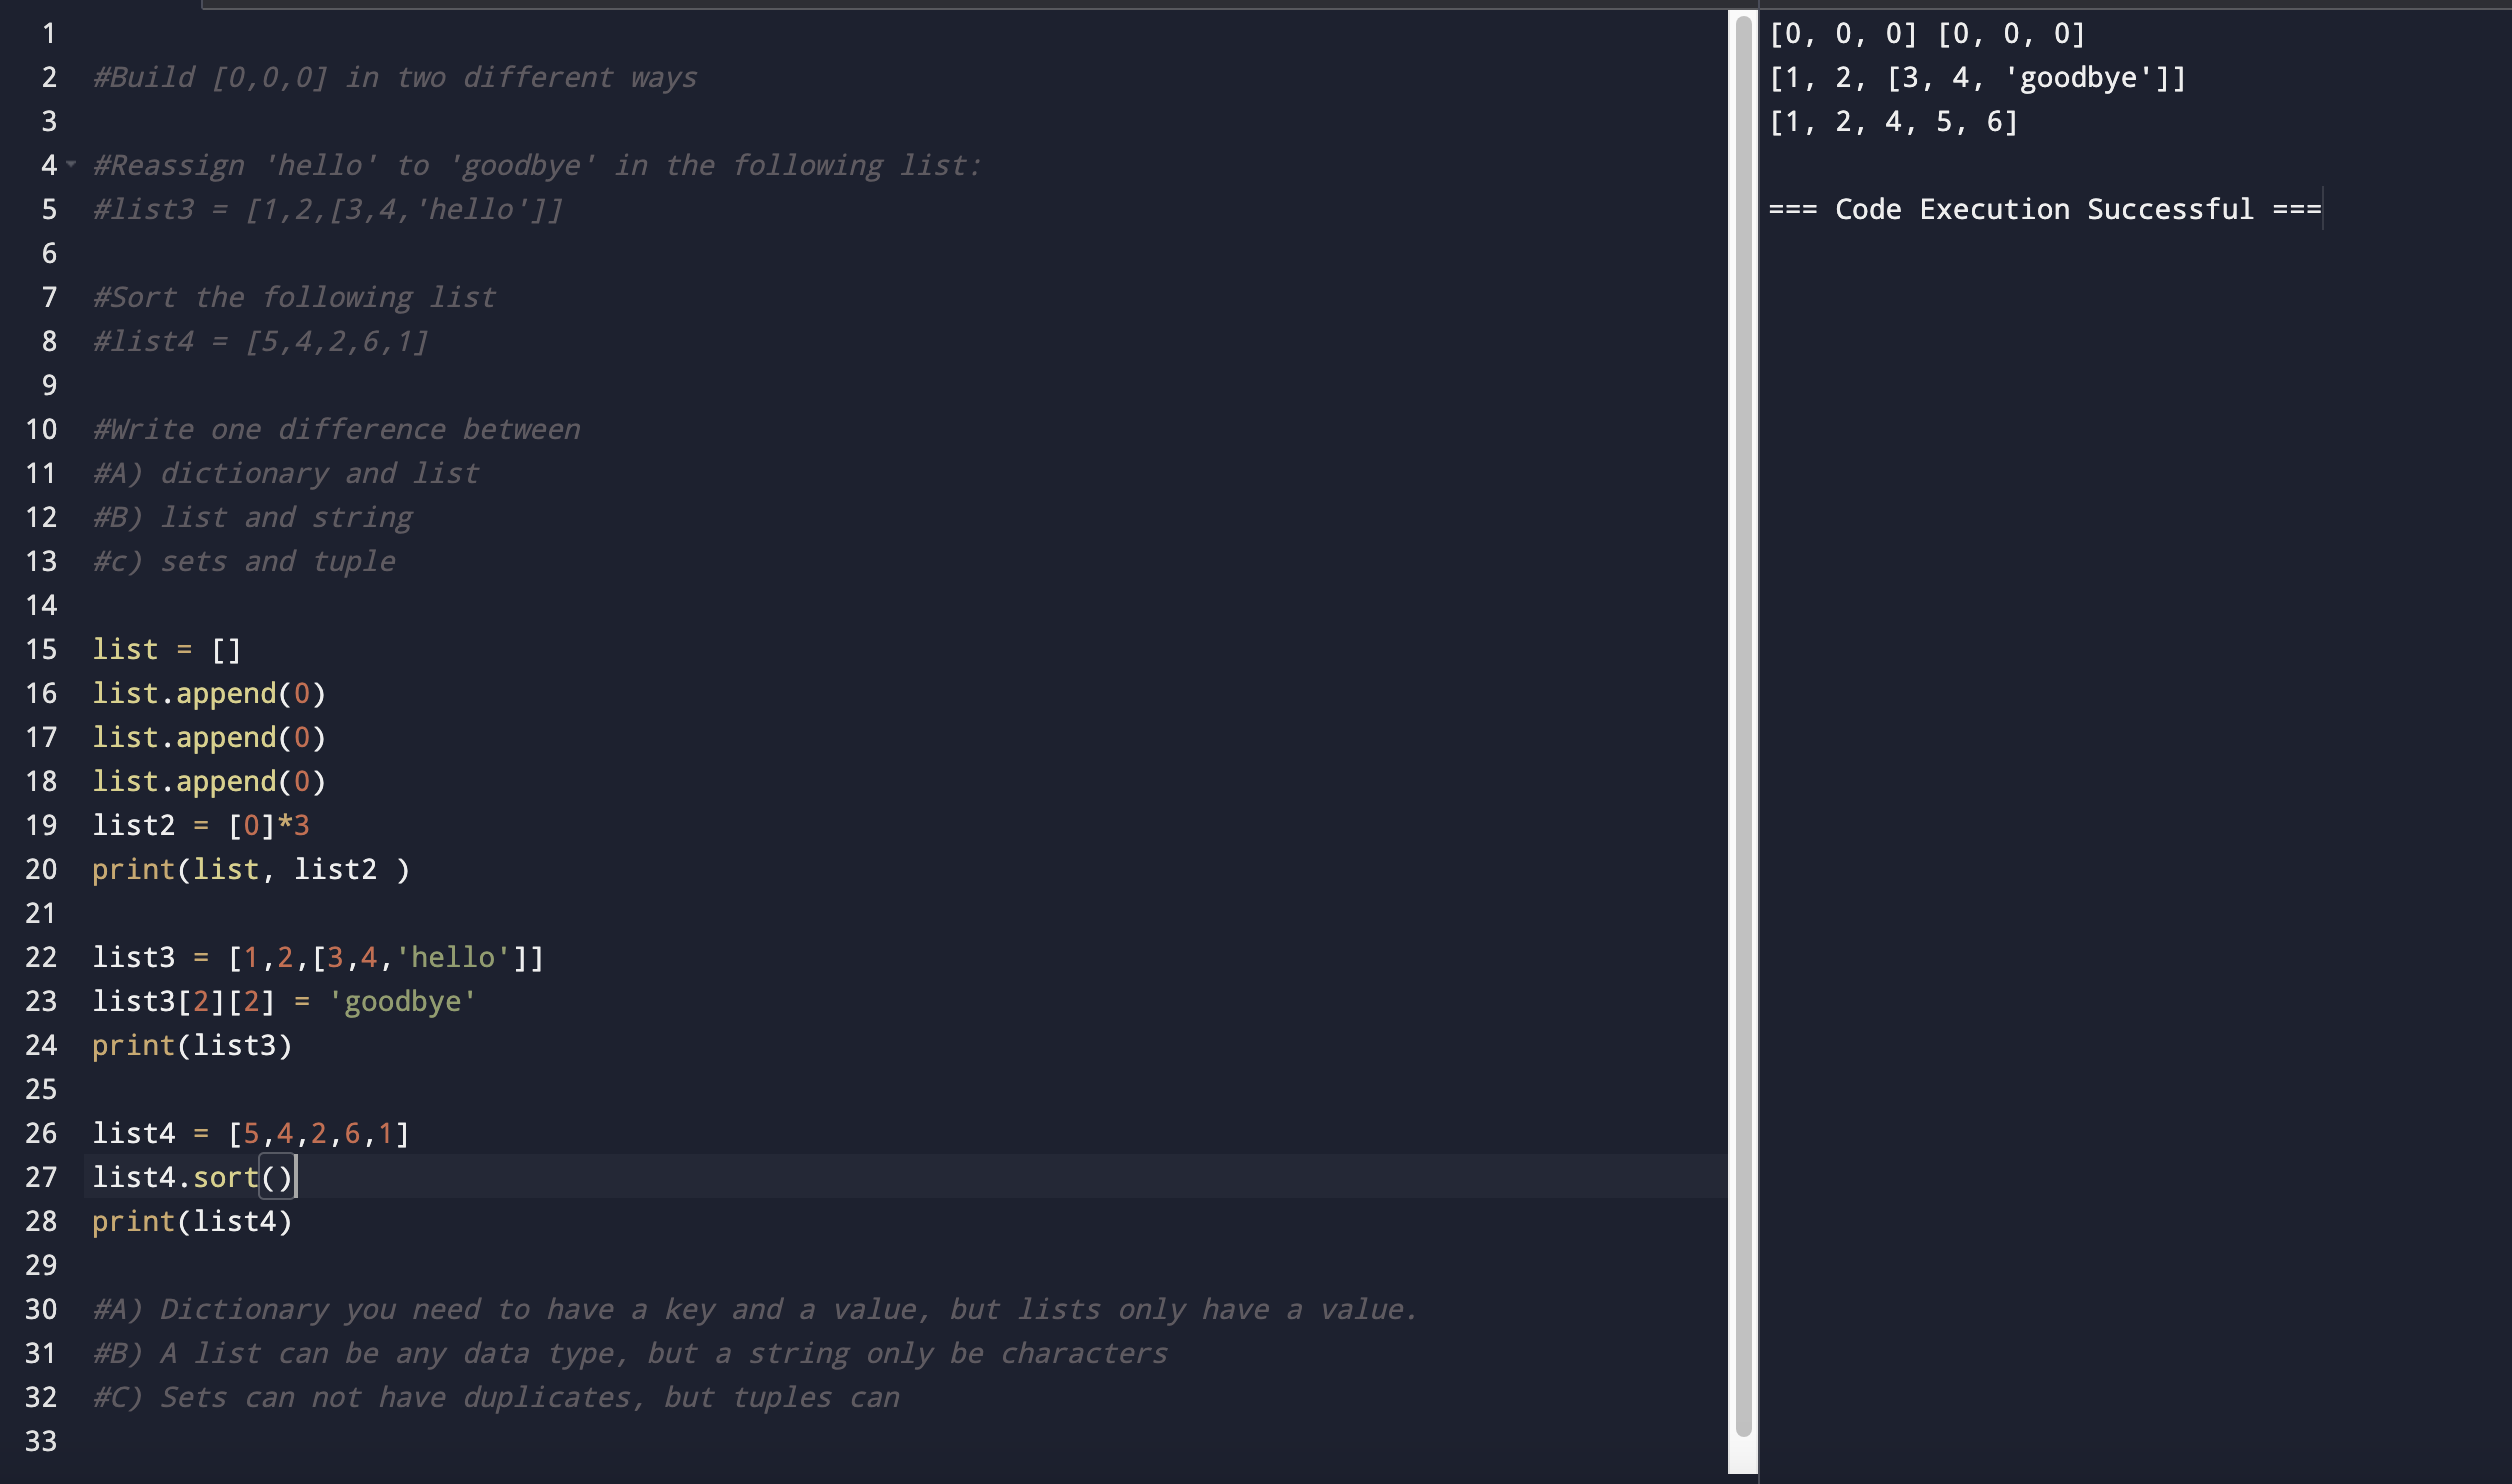 1
2 #Build [0,0,0] in two different ways
3
4 #Reassign 'hello' to 'goodbye' in the following list:
5 #list3 = [1,2,[3,4,'hello']]
6
7 #Sort the following list
8 #list4 = [5,4,2,6,1]
9
10 #Write one difference between
11 #A) dictionary and list
12 #B) list and string
13 #c) sets and tuple
14
15 list = []
16 list.append(0)
17 list.append(0)
18 list.append(0)
19 list2 = [0]*3
20 print(list, list2 )
21
22 list3 = [1,2,[3,4,'hello']]
23 list3[2][2] = 'goodbye'
24 print(list3)
25
26 list4 = [5,4,2,6,1]
27 list4.sort()
28 print(list4)
29
30 #A) Dictionary you need to have a key and a value, but lists only have a value.
31 #B) A list can be any data type, but a string only be characters
32 #C) Sets can not have duplicates, but tuples can
33
[0, 0, 0] [0, 0, 0]
[1, 2, [3, 4, 'goodbye']]
[1, 2, 4, 5, 6]
=== Code Execution Successful ===